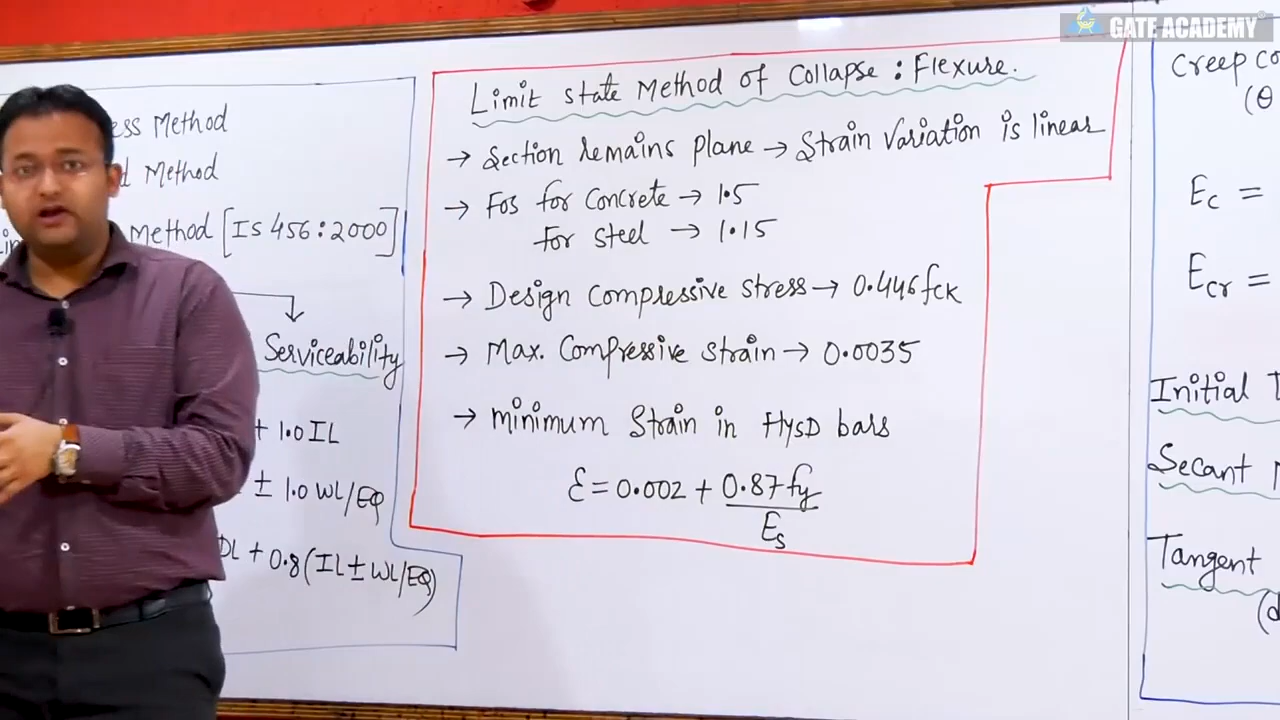 GATE ACADEMY
ess Method
Method
Method [IS 456:2000]
Serviceability
+ 1.0 IL
± 1.0 WL/EQ
DL + 0.8 (IL ± WL/EQ)
Limit state Method of Collapse : Flexure.
→ Section remains plane → Strain Variation is linear
→ Fos for Concrete → 1.5
for steel → 1.15
→ Design Compressive stress → 0.446 fck
→ Max. Compressive strain → 0.0035
→ Minimum Strain in HYSD bars
Ɛ = 0.002 + 0.87 fy / Es
Creep Co
(θ
Ec =
Ecr =
Initial T
Secant M
Tangent
(d